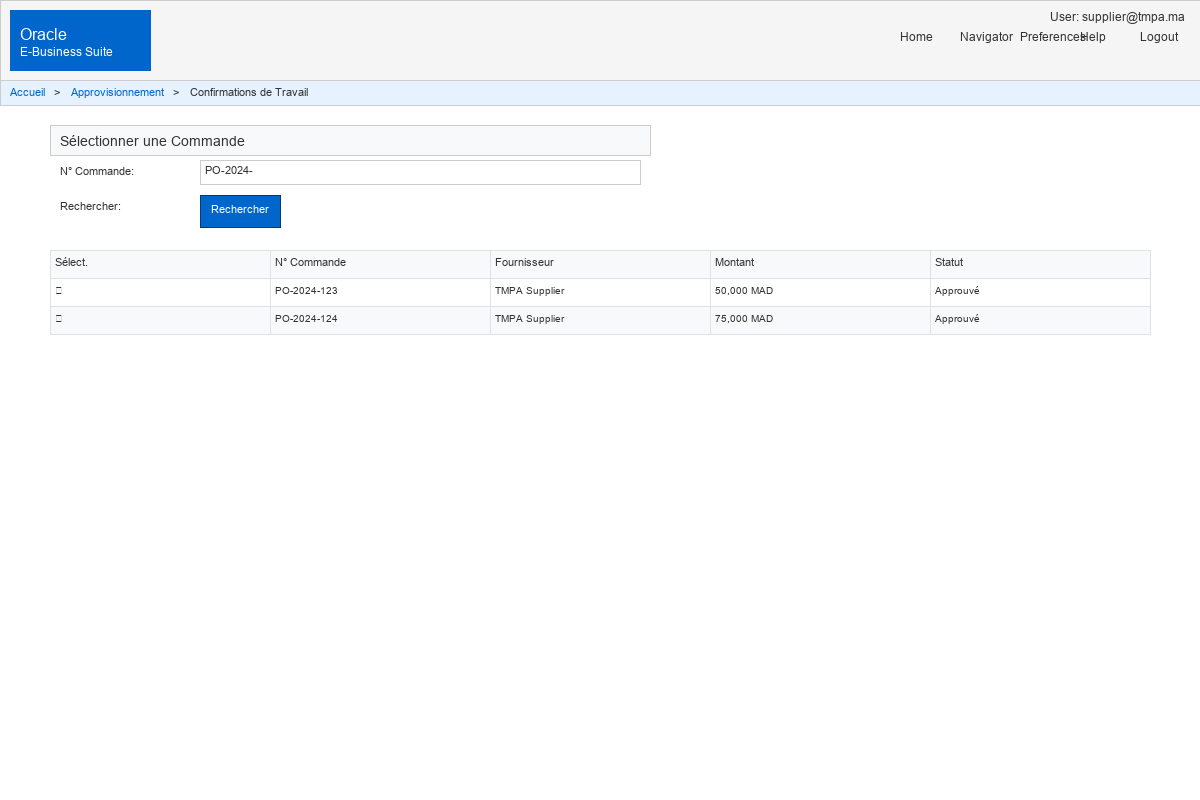 User: supplier@tmpa.ma
Oracle
E-Business Suite
Home Navigator Preferences Help Logout
Accueil > Approvisionnement > Confirmations de Travail
Sélectionner une Commande
N° Commande: PO-2024-
Rechercher: Rechercher
Sélect. N° Commande Fournisseur Montant Statut
PO-2024-123 TMPA Supplier 50,000 MAD Approuvé
PO-2024-124 TMPA Supplier 75,000 MAD Approuvé